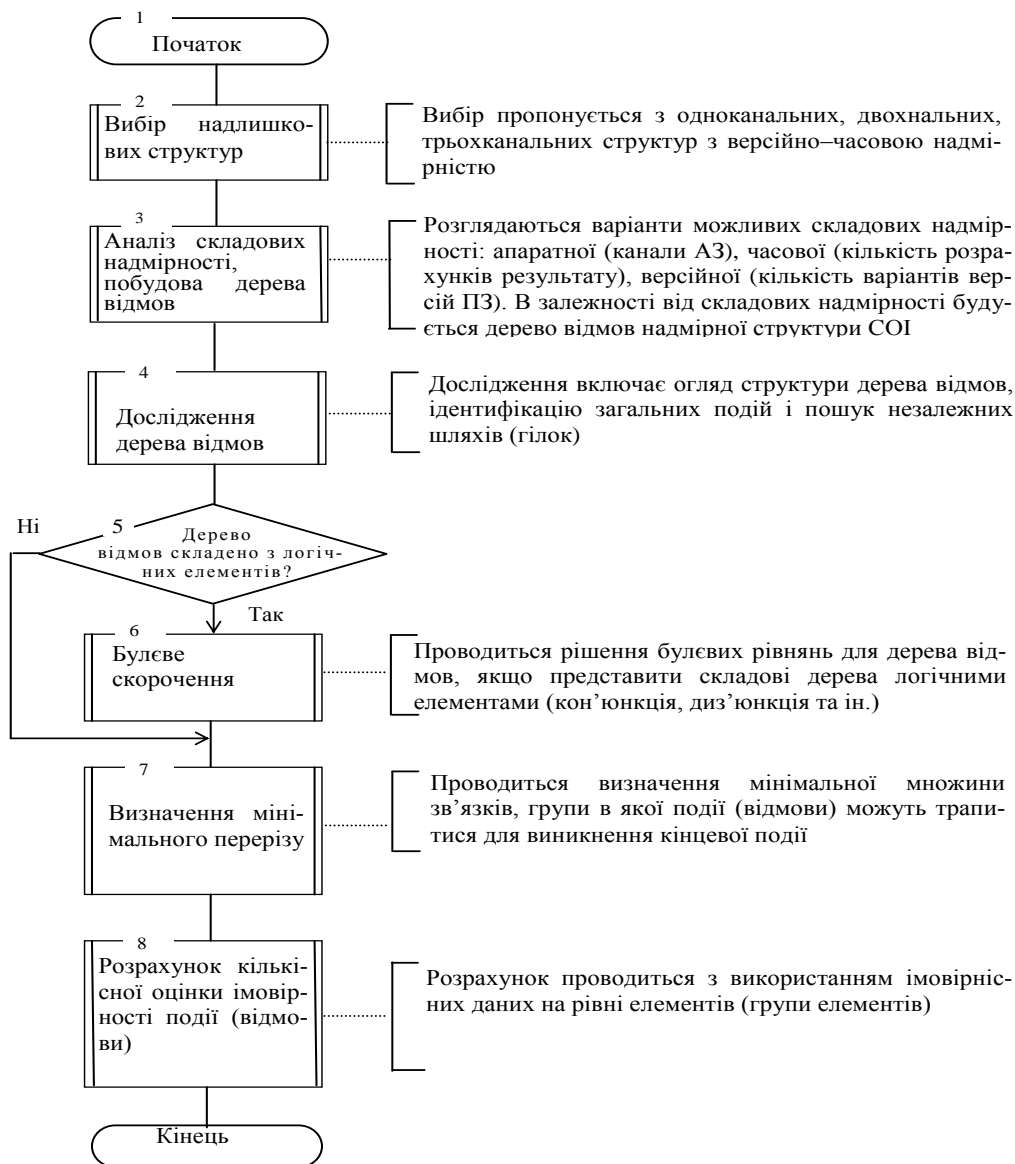 1
Початок
2
Вибір надлишко-
вих структур
Вибір пропонується з одноканальних, двохнальних,
трьохканальних структур з версійно–часовою надмі-
рністю
3
Аналіз складових
надмірності,
побудова дерева
відмов
Розглядаються варіанти можливих складових надмір-
ності: апаратної (канали АЗ), часової (кількість розра-
хунків результату), версійної (кількість варіантів вер-
сій ПЗ). В залежності від складових надмірності буду-
ється дерево відмов надмірної структури СОІ
4
Дослідження
дерева відмов
Дослідження включає огляд структури дерева відмов,
ідентифікацію загальних подій і пошук незалежних
шляхів (гілок)
Ні
5
Дерево
відмов складено з логіч-
них елементів?
Так
6
Булєве
скорочення
Проводиться рішення булєвих рівнянь для дерева від-
мов, якщо представити складові дерева логічними
елементами (кон’юнкція, диз’юнкція та ін.)
7
Визначення міні-
мального перерізу
Проводиться визначення мінімальної множини
зв’язків, групи в якої події (відмови) можуть трапи-
тися для виникнення кінцевої події
8
Розрахунок кількі-
сної оцінки імовір-
ності події (відмо-
ви)
Розрахунок проводиться з використанням імовірніс-
них даних на рівні елементів (групи елементів)
Кінець